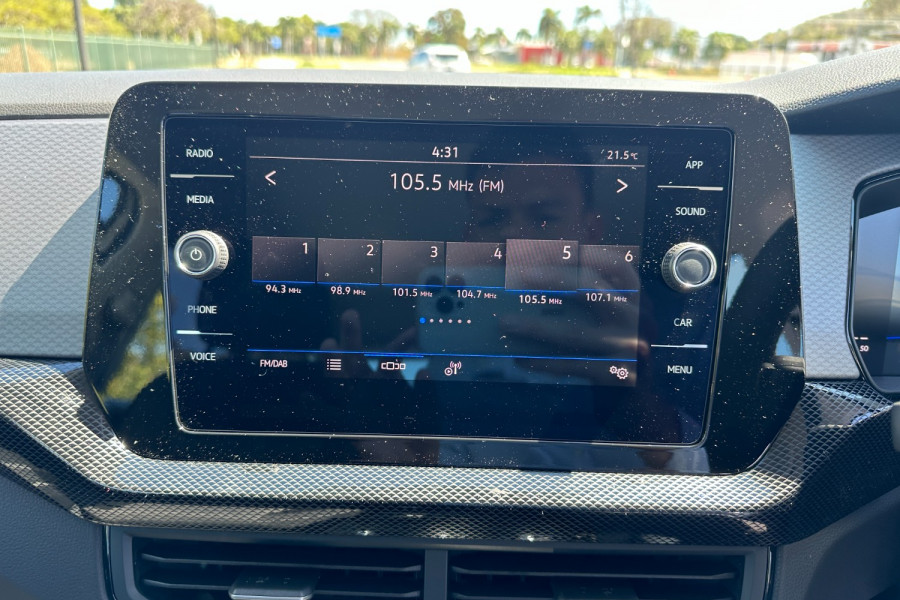 RADIO
MEDIA
PHONE
VOICE
4:31 21.5°C
< 105.5 MHz (FM) >
1 2 3 4 5 6
94.3 MHz 98.9 MHz 101.5 MHz 104.7 MHz 105.5 MHz 107.1 MHz
FM/DAB
APP
SOUND
CAR
MENU
50